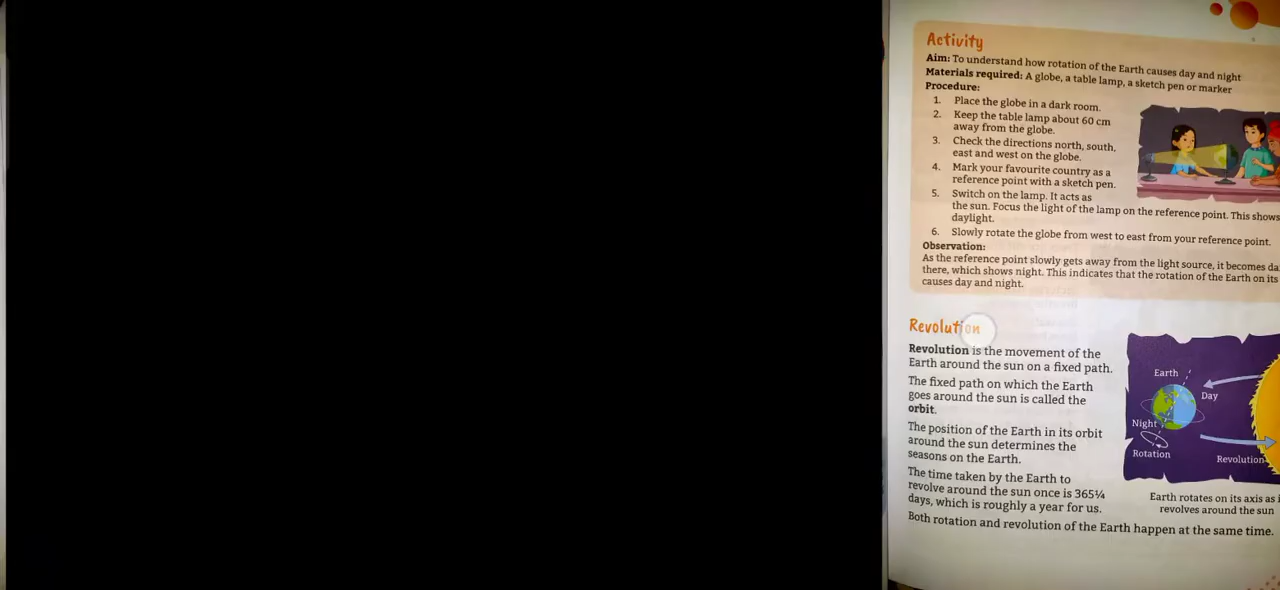 Activity
Aim: To understand how rotation of the Earth causes day and night
Materials required: A globe, a table lamp, a sketch pen or marker
Procedure:
1. Place the globe in a dark room.
2. Keep the table lamp about 60 cm
away from the globe.
3. Check the directions north, south,
east and west on the globe.
4. Mark your favourite country as a
reference point with a sketch pen.
5. Switch on the lamp. It acts as
the sun. Focus the light of the lamp on the reference point. This shows
daylight.
6. Slowly rotate the globe from west to east from your reference point.
Observation:
As the reference point slowly gets away from the light source, it becomes
there, which shows night. This indicates that the rotation of the Earth on its
causes day and night.
Revolution
Revolution is the movement of the
Earth around the sun on a fixed path.
The fixed path on which the Earth
goes around the sun is called the
orbit.
The position of the Earth in its orbit
around the sun determines the
seasons on the Earth.
The time taken by the Earth to
revolve around the sun once is 365¼
days, which is roughly a year for us.
Both rotation and revolution of the Earth happen at the same time.
Earth
Day
Night
Rotation
Revolution
Earth rotates on its axis as
revolves around the sun